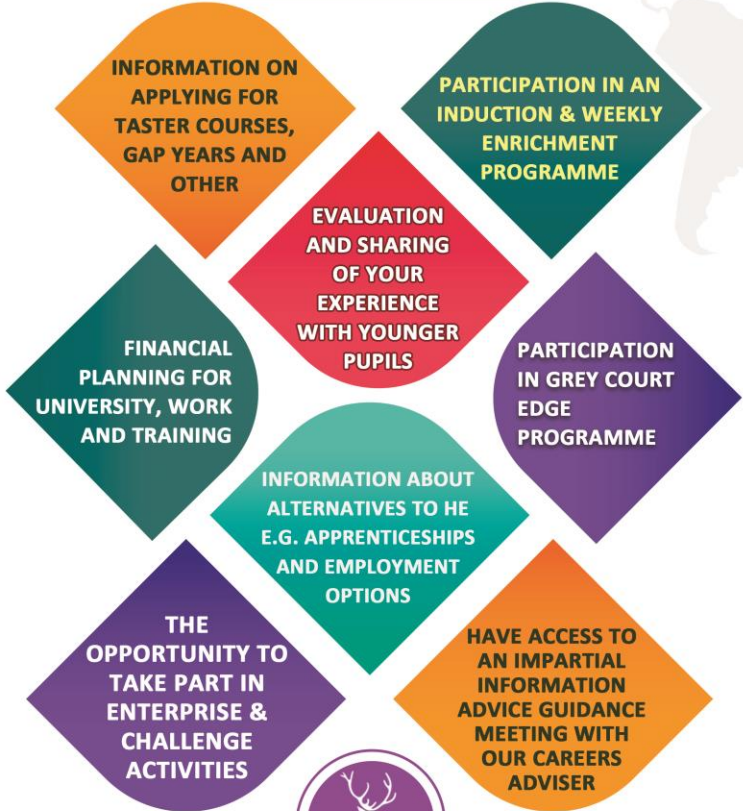 INFORMATION ON
APPLYING FOR
TASTER COURSES,
GAP YEARS AND
OTHER
PARTICIPATION IN AN
INDUCTION & WEEKLY
ENRICHMENT
PROGRAMME
EVALUATION
AND SHARING
OF YOUR
EXPERIENCE
WITH YOUNGER
PUPILS
FINANCIAL
PLANNING FOR
UNIVERSITY, WORK
AND TRAINING
PARTICIPATION
IN GREY COURT
EDGE
PROGRAMME
INFORMATION ABOUT
ALTERNATIVES TO HE
E.G. APPRENTICESHIPS
AND EMPLOYMENT
OPTIONS
THE
OPPORTUNITY TO
TAKE PART IN
ENTERPRISE &
CHALLENGE
ACTIVITIES
HAVE ACCESS TO
AN IMPARTIAL
INFORMATION
ADVICE GUIDANCE
MEETING WITH
OUR CAREERS
ADVISER